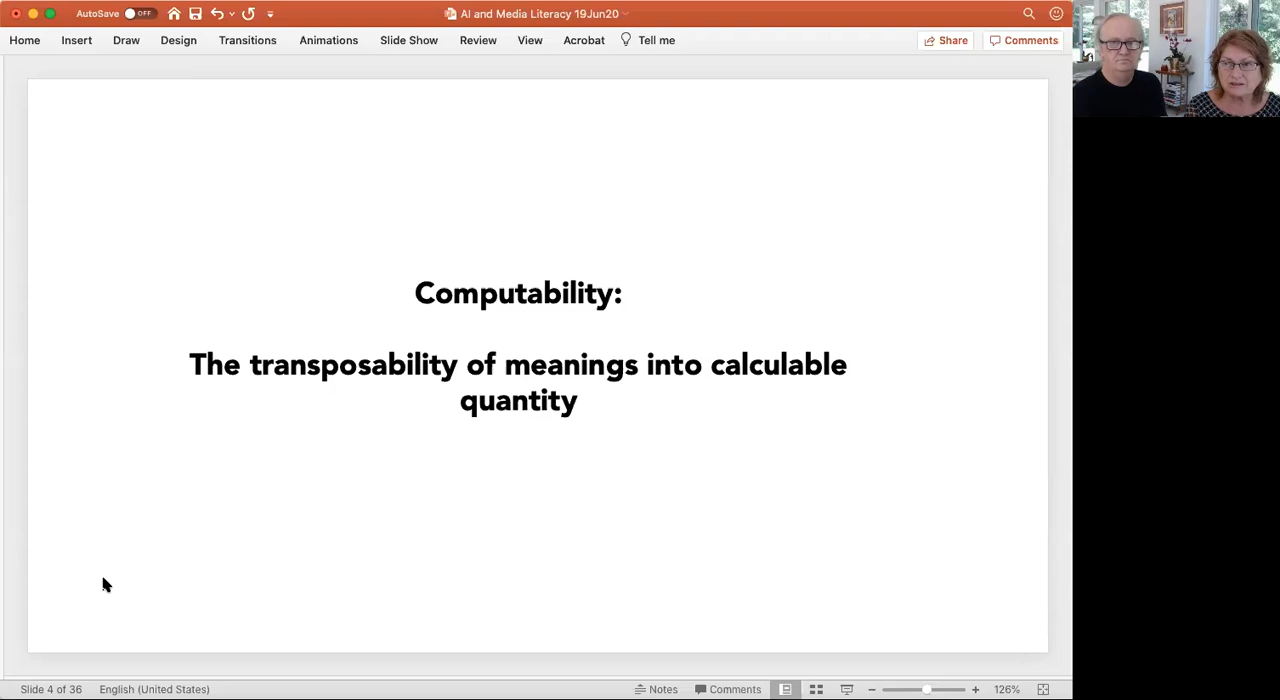 AutoSave OFF
AI and Media Literacy 19Jun20
Home Insert Draw Design Transitions Animations Slide Show Review View Acrobat Tell me Share Comments
Computability:
The transposability of meanings into calculable
quantity
Slide 4 of 36 English (United States) Notes Comments 126%